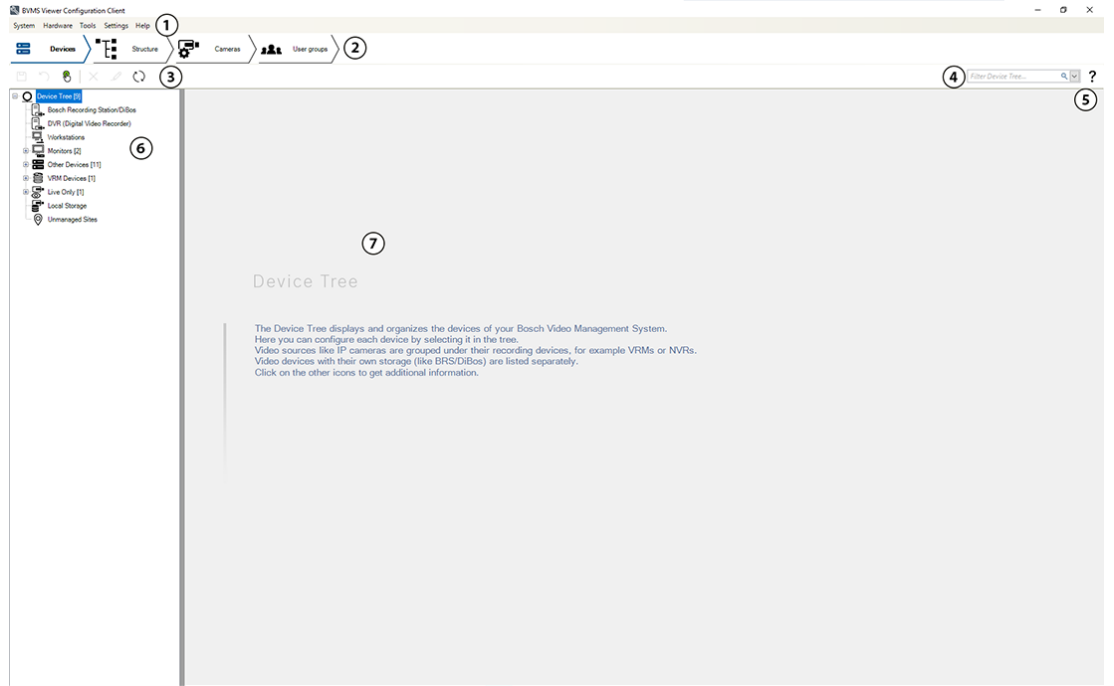 BVMS Viewer Configuration Client
System Hardware Tools Settings Help 1
Devices Structure Cameras User groups 2
3 4 Filter Device Tree... ?
5
Device Tree [9]
Bosch Recording Station/DiBos
DVR (Digital Video Recorder)
Workstations
6
Monitors [2]
Other Devices [11]
VRM Devices [1]
Live Only [1]
Local Storage
Unmanaged Sites
7
Device Tree
The Device Tree displays and organizes the devices of your Bosch Video Management System.
Here you can configure each device by selecting it in the tree.
Video sources like IP cameras are grouped under their recording devices, for example VRMs or NVRs.
Video devices with their own storage (like BRS/DiBos) are listed separately.
Click on the other icons to get additional information.